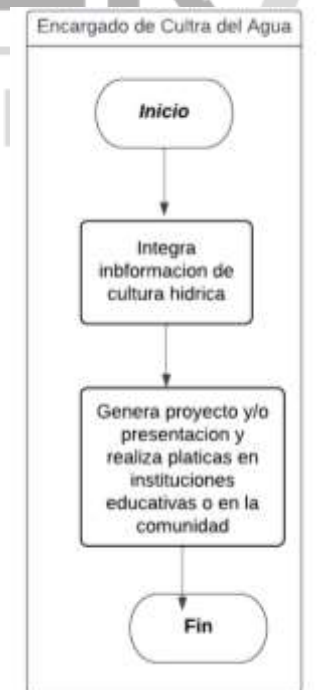 Encargado de Cultra del Agua
Inicio
Integra
inbformacion de
cultura hidrica
Genera proyecto y/o
presentacion y
realiza platicas en
instituciones
educativas o en la
comunidad
Fin